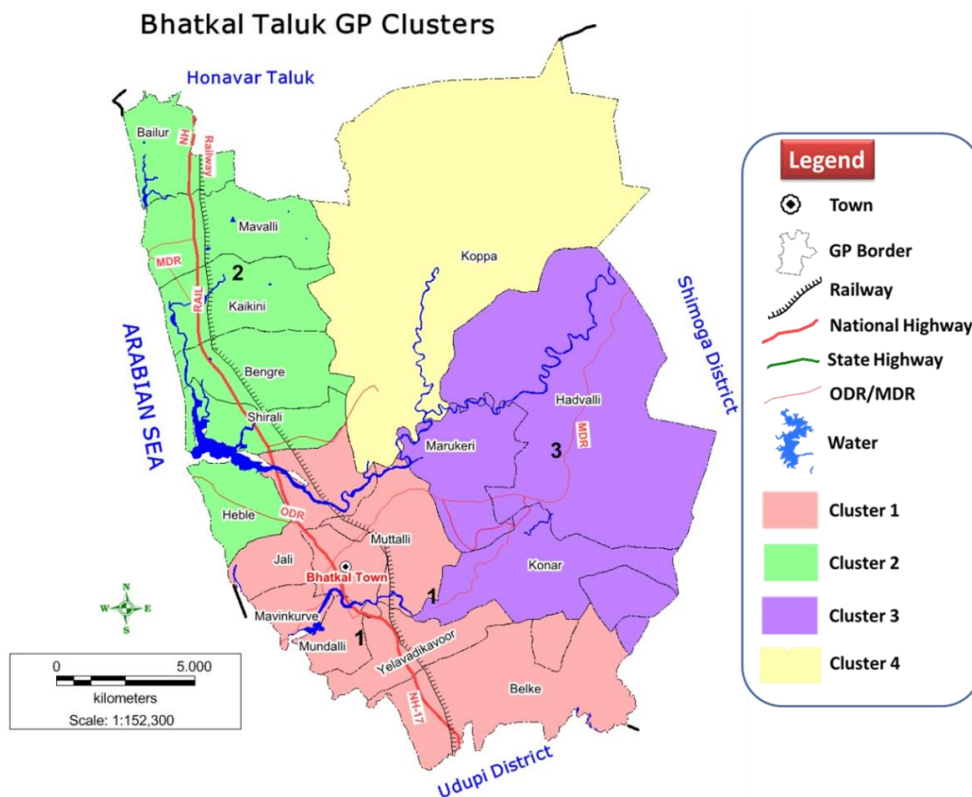 Bhatkal Taluk GP Clusters
Honavar Taluk
Bailur
NH
Railway
Mavalli
MDR
2
Kaikini
RAIL
Koppa
ARABIAN SEA
Shimoga District
Bengre
Shirali
Hadvalli
MDR
Marukeri
3
Heble
ODR
Muttalli
Jali
Bhatkal Town
Konar
1
Mavinkurve
Mundalli
1
Yelavadikavoor
Belke
NH-17
Udupi District
N
W E
S
0 5.000
kilometers
Scale: 1:152,300
Legend
Town
GP Border
Railway
National Highway
State Highway
ODR/MDR
Water
Cluster 1
Cluster 2
Cluster 3
Cluster 4